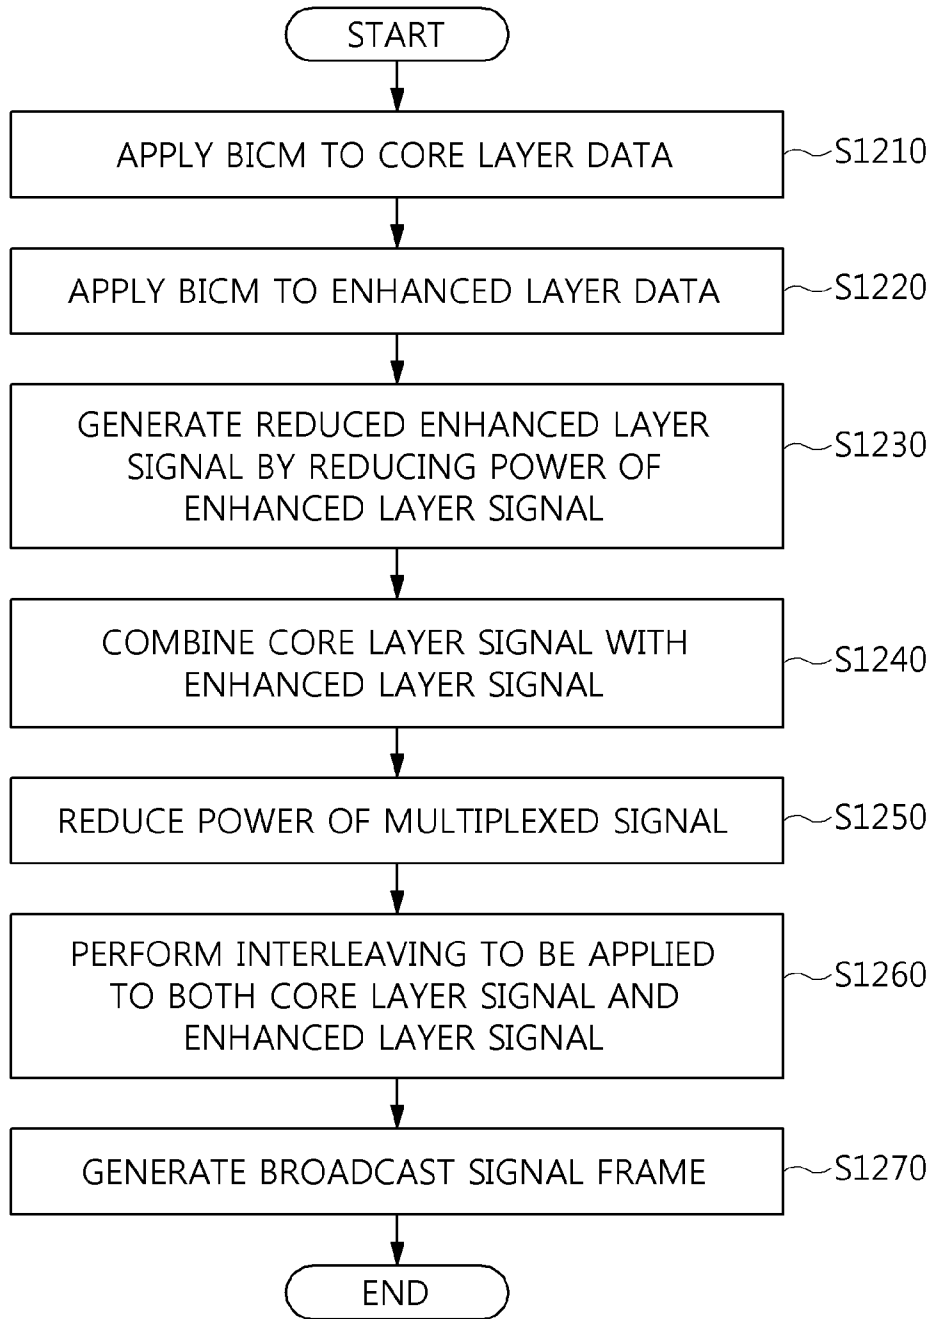 START
APPLY BICM TO CORE LAYER DATA
S1210
APPLY BICM TO ENHANCED LAYER DATA
S1220
GENERATE REDUCED ENHANCED LAYER
SIGNAL BY REDUCING POWER OF
ENHANCED LAYER SIGNAL
S1230
COMBINE CORE LAYER SIGNAL WITH
ENHANCED LAYER SIGNAL
S1240
REDUCE POWER OF MULTIPLEXED SIGNAL
S1250
PERFORM INTERLEAVING TO BE APPLIED
TO BOTH CORE LAYER SIGNAL AND
ENHANCED LAYER SIGNAL
S1260
GENERATE BROADCAST SIGNAL FRAME
S1270
END